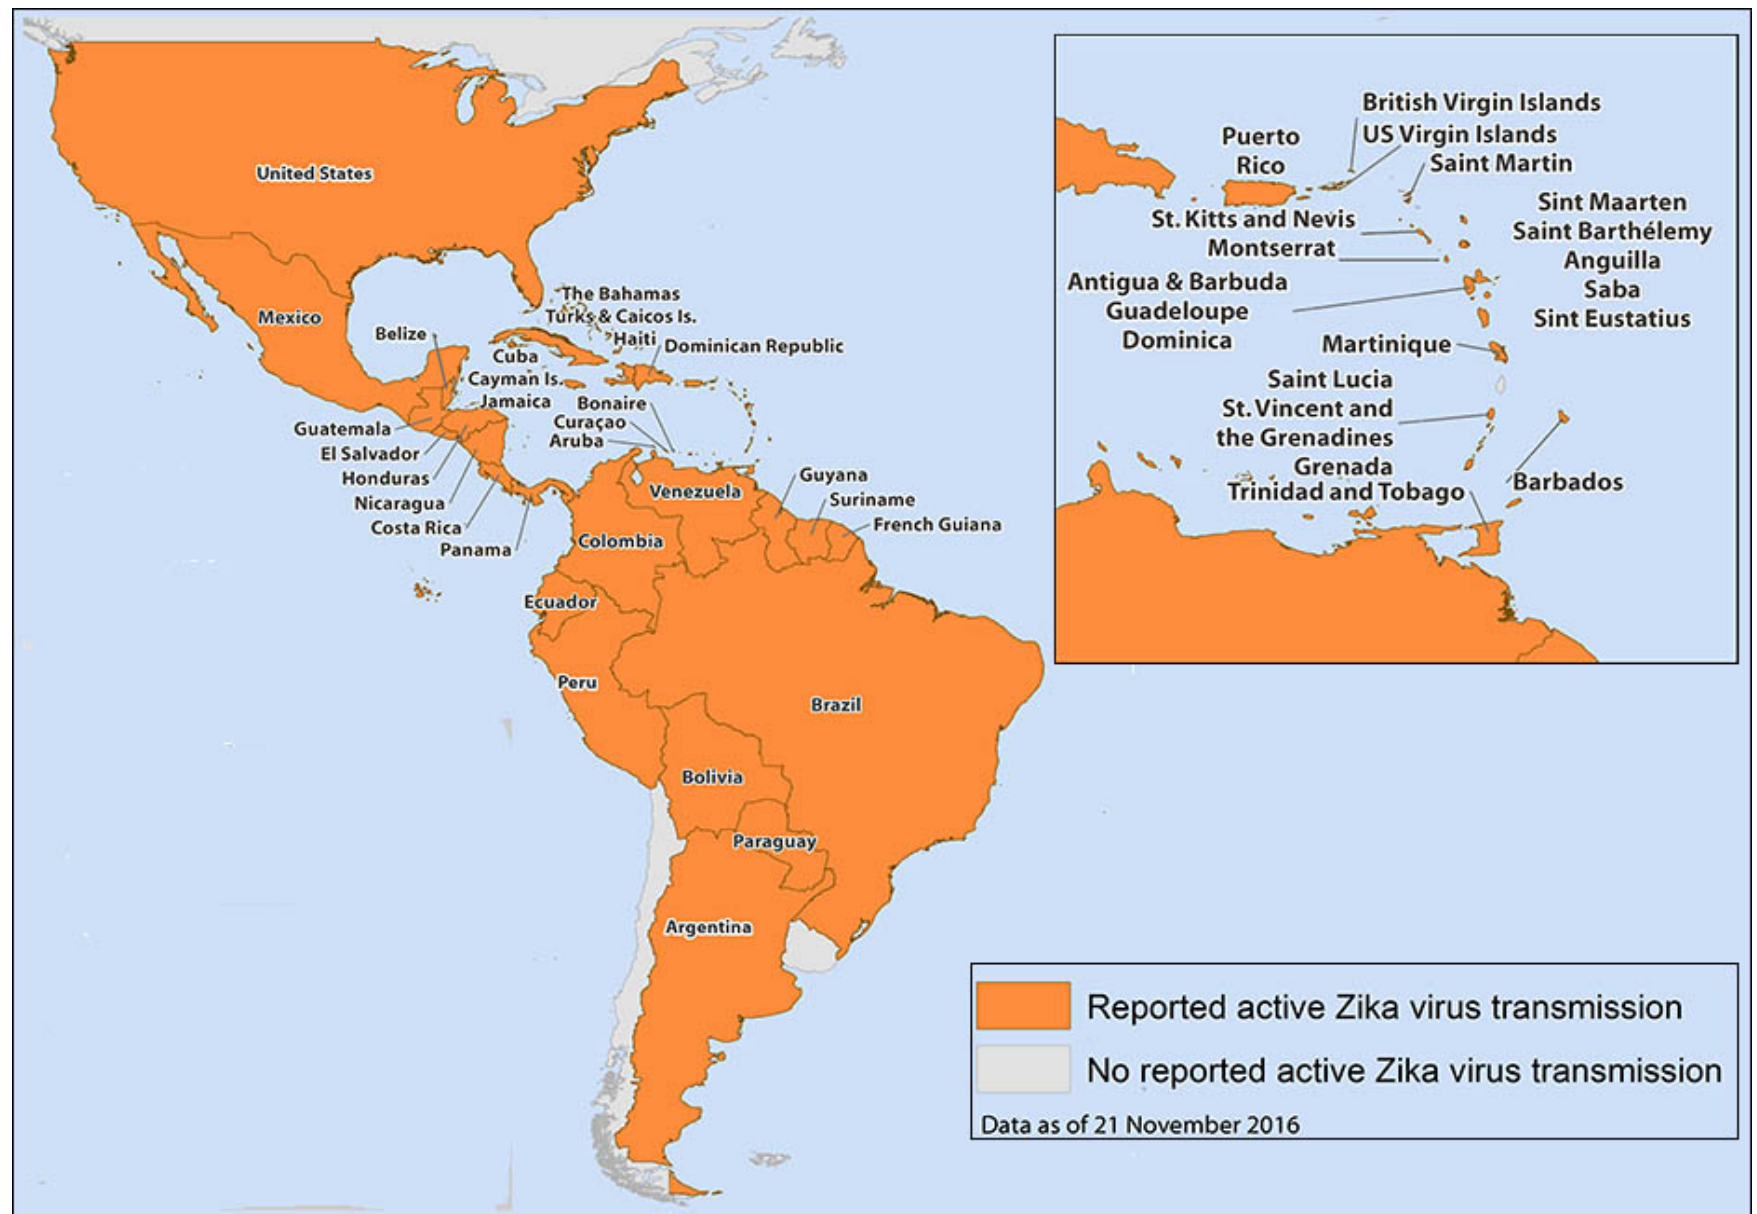 United States
Mexico
Belize
The Bahamas
Turks & Caicos Is.
Haiti
Dominican Republic
Cuba
Cayman Is.
Jamaica
Bonaire
Curaçao
Aruba
Guatemala
El Salvador
Honduras
Nicaragua
Costa Rica
Panama
Venezuela
Guyana
Suriname
French Guiana
Colombia
Ecuador
Peru
Brazil
Bolivia
Paraguay
Argentina
British Virgin Islands
US Virgin Islands
Saint Martin
Puerto
Rico
Sint Maarten
Saint Barthélemy
Anguilla
Saba
Sint Eustatius
St. Kitts and Nevis
Montserrat
Antigua & Barbuda
Guadeloupe
Dominica
Martinique
Saint Lucia
St. Vincent and
the Grenadines
Grenada
Trinidad and Tobago
Barbados
Reported active Zika virus transmission
No reported active Zika virus transmission
Data as of 21 November 2016